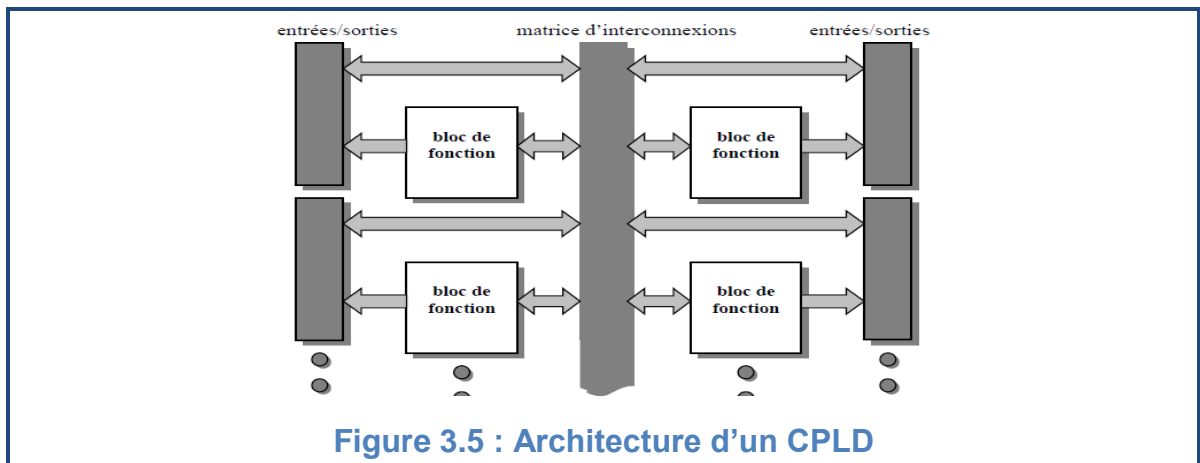 entrées/sorties
matrice d'interconnexions
entrées/sorties
bloc de
fonction
bloc de
fonction
bloc de
fonction
bloc de
fonction
Figure 3.5 : Architecture d’un CPLD